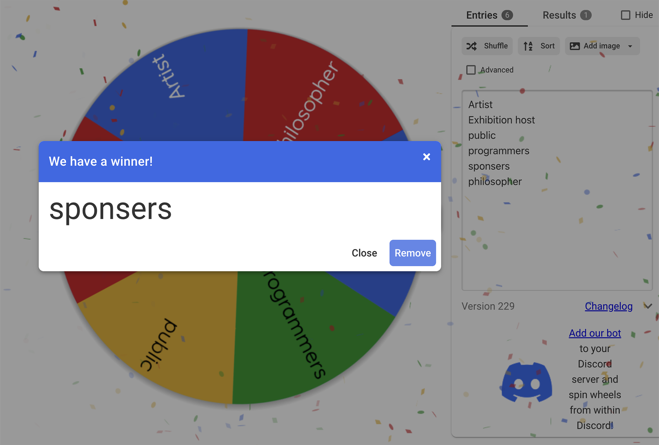 Entries 6
Results 1
Hide
Shuffle
Sort
Add image
Advanced
Artist
Exhibition host
public
programmers
sponsers
philosopher
Artist
hilosopher
We have a winner! ×
sponsers
Close Remove
public
rogrammers
Version 229
Changelog
Add our bot
to your
Discord
server and
spin wheels
from within
Discord!